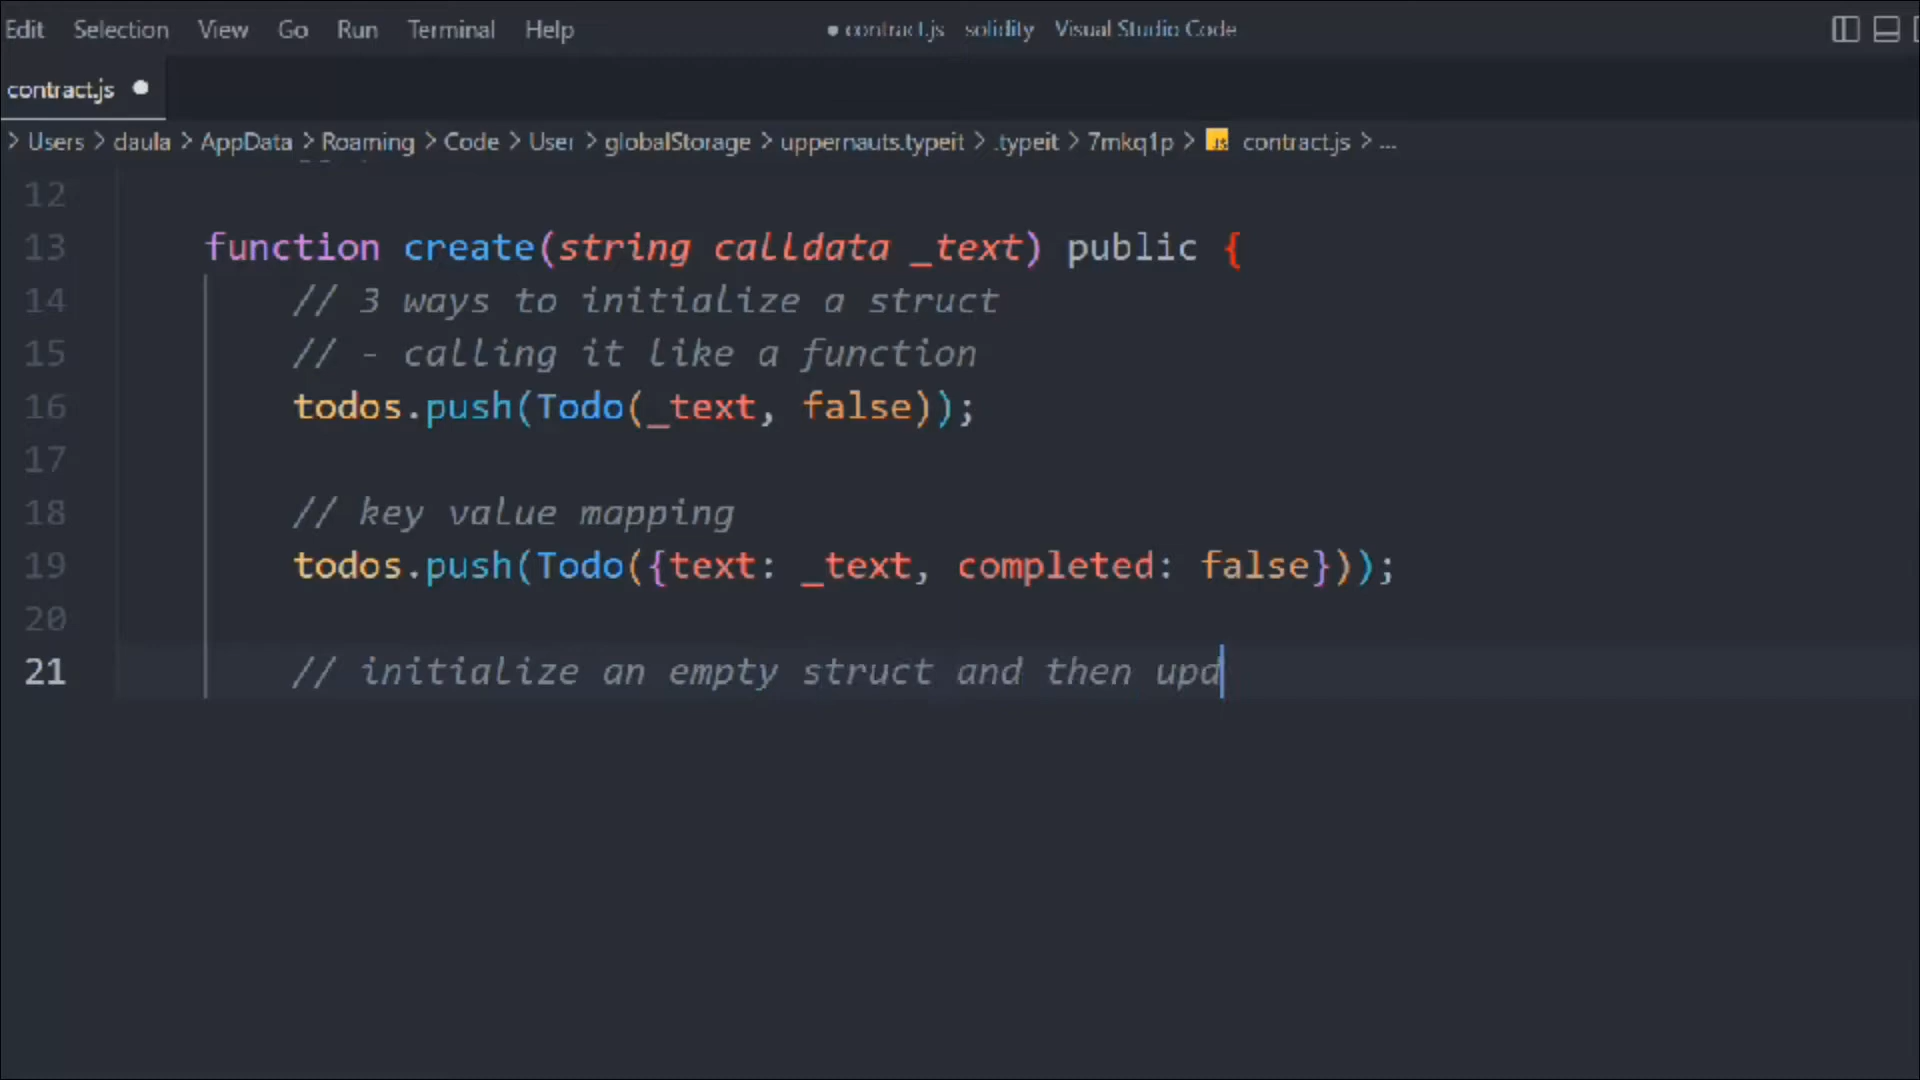 Edit Selection View Go Run Terminal Help ● contract.js solidity Visual Studio Code
contract.js ●
> Users > daula > AppData > Roaming > Code > User > globalStorage > uppernauts.typeit > .typeit > 7mkq1p > JS contract.js > ...
12
13 function create(string calldata _text) public {
14 // 3 ways to initialize a struct
15 // - calling it like a function
16 todos.push(Todo(_text, false));
17
18 // key value mapping
19 todos.push(Todo({text: _text, completed: false}));
20
21 // initialize an empty struct and then upd